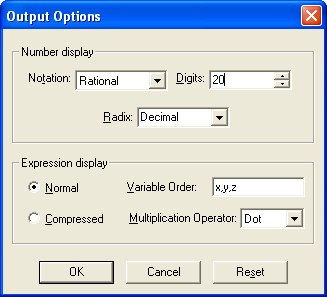 Output Options
Number display
Notation: Rational Digits: 20
Radix: Decimal
Expression display
Normal Variable Order: x,y,z
Compressed Multiplication Operator: Dot
OK Cancel Reset